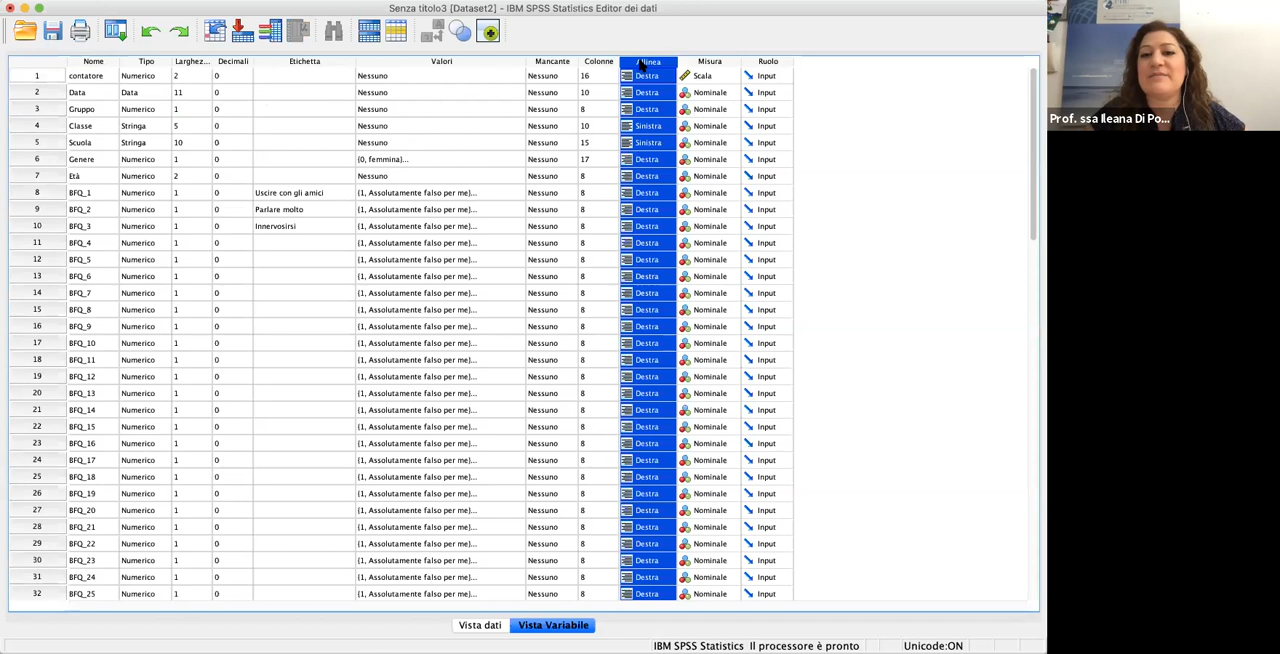 Senza titolo3 [Dataset2] - IBM SPSS Statistics Editor dei dati
Nome Tipo Larghez... Decimali Etichetta Valori Mancante Colonne Allinea Misura Ruolo
1 contatore Numerico 2 0 Nessuno Nessuno 16 Destra Scala Input
2 Data Data 11 0 Nessuno Nessuno 10 Destra Nominale Input
3 Gruppo Numerico 1 0 Nessuno Nessuno 8 Destra Nominale Input
4 Classe Stringa 5 0 Nessuno Nessuno 10 Sinistra Nominale Input
5 Scuola Stringa 10 0 Nessuno Nessuno 15 Sinistra Nominale Input
6 Genere Numerico 1 0 {0, femmina}... Nessuno 17 Destra Nominale Input
7 Età Numerico 2 0 Nessuno Nessuno 8 Destra Nominale Input
8 BFQ_1 Numerico 1 0 Uscire con gli amici {1, Assolutamente falso per me}... Nessuno 8 Destra Nominale Input
9 BFQ_2 Numerico 1 0 Parlare molto {1, Assolutamente falso per me}... Nessuno 8 Destra Nominale Input
10 BFQ_3 Numerico 1 0 Innervosirsi {1, Assolutamente falso per me}... Nessuno 8 Destra Nominale Input
11 BFQ_4 Numerico 1 0 {1, Assolutamente falso per me}... Nessuno 8 Destra Nominale Input
12 BFQ_5 Numerico 1 0 {1, Assolutamente falso per me}... Nessuno 8 Destra Nominale Input
13 BFQ_6 Numerico 1 0 {1, Assolutamente falso per me}... Nessuno 8 Destra Nominale Input
14 BFQ_7 Numerico 1 0 {1, Assolutamente falso per me}... Nessuno 8 Destra Nominale Input
15 BFQ_8 Numerico 1 0 {1, Assolutamente falso per me}... Nessuno 8 Destra Nominale Input
16 BFQ_9 Numerico 1 0 {1, Assolutamente falso per me}... Nessuno 8 Destra Nominale Input
17 BFQ_10 Numerico 1 0 {1, Assolutamente falso per me}... Nessuno 8 Destra Nominale Input
18 BFQ_11 Numerico 1 0 {1, Assolutamente falso per me}... Nessuno 8 Destra Nominale Input
19 BFQ_12 Numerico 1 0 {1, Assolutamente falso per me}... Nessuno 8 Destra Nominale Input
20 BFQ_13 Numerico 1 0 {1, Assolutamente falso per me}... Nessuno 8 Destra Nominale Input
21 BFQ_14 Numerico 1 0 {1, Assolutamente falso per me}... Nessuno 8 Destra Nominale Input
22 BFQ_15 Numerico 1 0 {1, Assolutamente falso per me}... Nessuno 8 Destra Nominale Input
23 BFQ_16 Numerico 1 0 {1, Assolutamente falso per me}... Nessuno 8 Destra Nominale Input
24 BFQ_17 Numerico 1 0 {1, Assolutamente falso per me}... Nessuno 8 Destra Nominale Input
25 BFQ_18 Numerico 1 0 {1, Assolutamente falso per me}... Nessuno 8 Destra Nominale Input
26 BFQ_19 Numerico 1 0 {1, Assolutamente falso per me}... Nessuno 8 Destra Nominale Input
27 BFQ_20 Numerico 1 0 {1, Assolutamente falso per me}... Nessuno 8 Destra Nominale Input
28 BFQ_21 Numerico 1 0 {1, Assolutamente falso per me}... Nessuno 8 Destra Nominale Input
29 BFQ_22 Numerico 1 0 {1, Assolutamente falso per me}... Nessuno 8 Destra Nominale Input
30 BFQ_23 Numerico 1 0 {1, Assolutamente falso per me}... Nessuno 8 Destra Nominale Input
31 BFQ_24 Numerico 1 0 {1, Assolutamente falso per me}... Nessuno 8 Destra Nominale Input
32 BFQ_25 Numerico 1 0 {1, Assolutamente falso per me}... Nessuno 8 Destra Nominale Input
Vista dati Vista Variabile
IBM SPSS Statistics Il processore è pronto Unicode:ON
Prof. ssa Ileana Di Po...